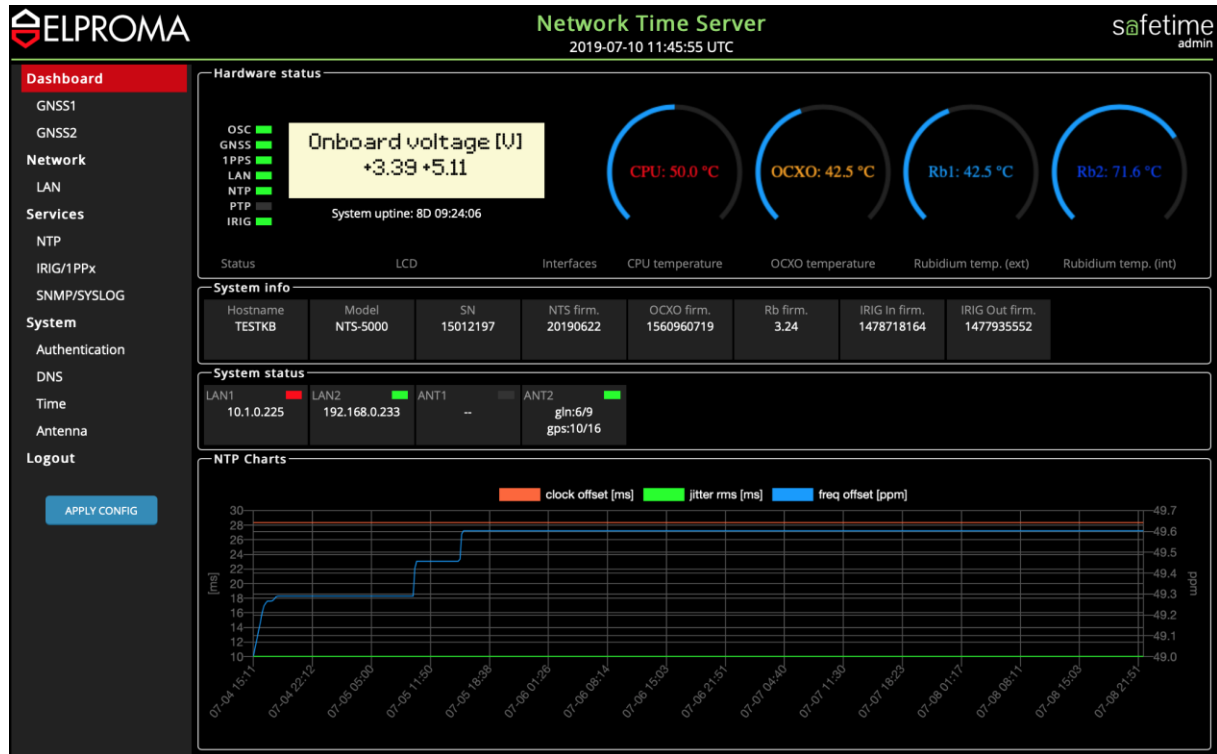 ELPROMA
Network Time Server
2019-07-10 11:45:55 UTC
safetime
admin
Dashboard
GNSS1
GNSS2
Network
LAN
Services
NTP
IRIG/1PPx
SNMP/SYSLOG
System
Authentication
DNS
Time
Antenna
Logout
APPLY CONFIG
Hardware status
OSC
GNSS
1PPS
LAN
NTP
PTP
IRIG
Onboard voltage [V]
+3.39 +5.11
System uptine: 8D 09:24:06
CPU: 50.0 °C
OCXO: 42.5 °C
Rb1: 42.5 °C
Rb2: 71.6 °C
Status
LCD
Interfaces
CPU temperature
OCXO temperature
Rubidium temp. (ext)
Rubidium temp. (int)
System info
Hostname
TESTKB
Model
NTS-5000
SN
15012197
NTS firm.
20190622
OCXO firm.
1560960719
Rb firm.
3.24
IRIG In firm.
1478718164
IRIG Out firm.
1477935552
System status
LAN1
10.1.0.225
LAN2
192.168.0.233
ANT1
--
ANT2
gln:6/9
gps:10/16
NTP Charts
clock offset [ms]
jitter rms [ms]
freq offset [ppm]
30
28
26
24
22
20
18
16
14
12
10
[ms]
-49.7
-49.6
-49.5
-49.4
-49.3
-49.2
-49.1
-49.0
ppm
07-04 15:11
07-04 22:12
07-05 05:00
07-05 11:50
07-05 18:38
07-06 01:26
07-06 08:14
07-06 15:03
07-06 21:51
07-07 04:40
07-07 11:30
07-07 18:23
07-08 01:17
07-08 08:11
07-08 15:03
07-08 21:51